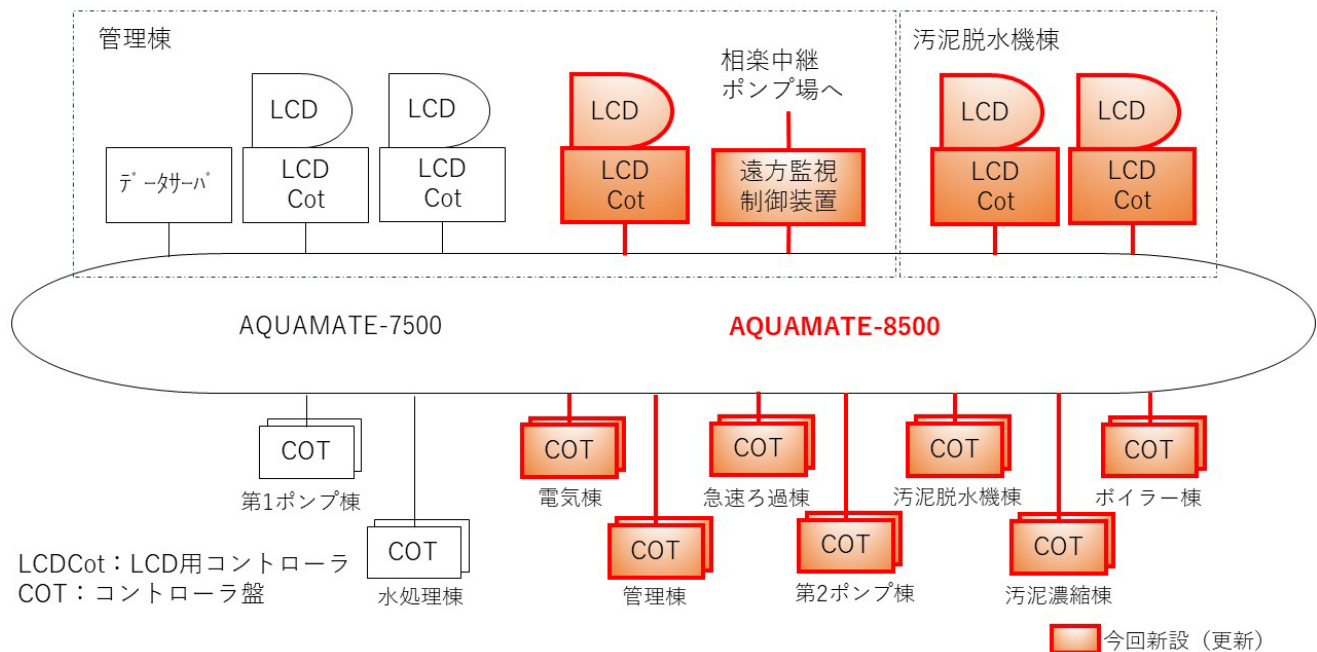 管理棟
汚泥脱水機棟
相楽中継
ポンプ場へ
LCD
LCD
LCD
LCD
LCD
ﾃﾞｰﾀｻｰﾊﾞ
LCD
Cot
LCD
Cot
LCD
Cot
遠方監視
制御装置
LCD
Cot
LCD
Cot
AQUAMATE-7500
AQUAMATE-8500
COT
第1ポンプ棟
COT
電気棟
COT
急速ろ過棟
COT
汚泥脱水機棟
COT
ボイラー棟
COT
水処理棟
COT
管理棟
COT
第2ポンプ棟
COT
汚泥濃縮棟
LCDCot：LCD用コントローラ
COT：コントローラ盤
今回新設（更新）